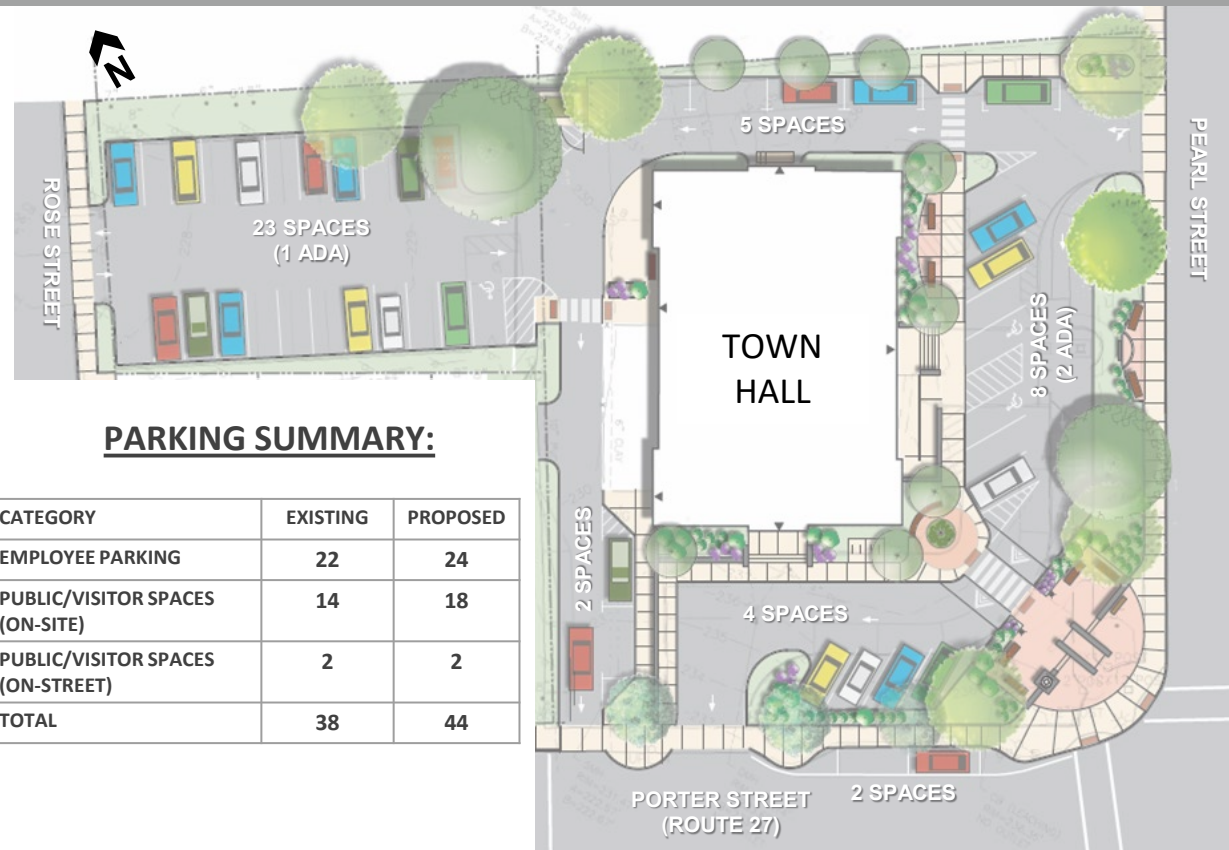 N
5 SPACES
PEARL STREET
ROSE STREET
23 SPACES
(1 ADA)
TOWN
HALL
8 SPACES
(2 ADA)
6" CLAY
2 SPACES
4 SPACES
PORTER STREET
(ROUTE 27)
2 SPACES
PARKING SUMMARY:
CATEGORY EXISTING PROPOSED
EMPLOYEE PARKING 22 24
PUBLIC/VISITOR SPACES
(ON-SITE) 14 18
PUBLIC/VISITOR SPACES
(ON-STREET) 2 2
TOTAL 38 44